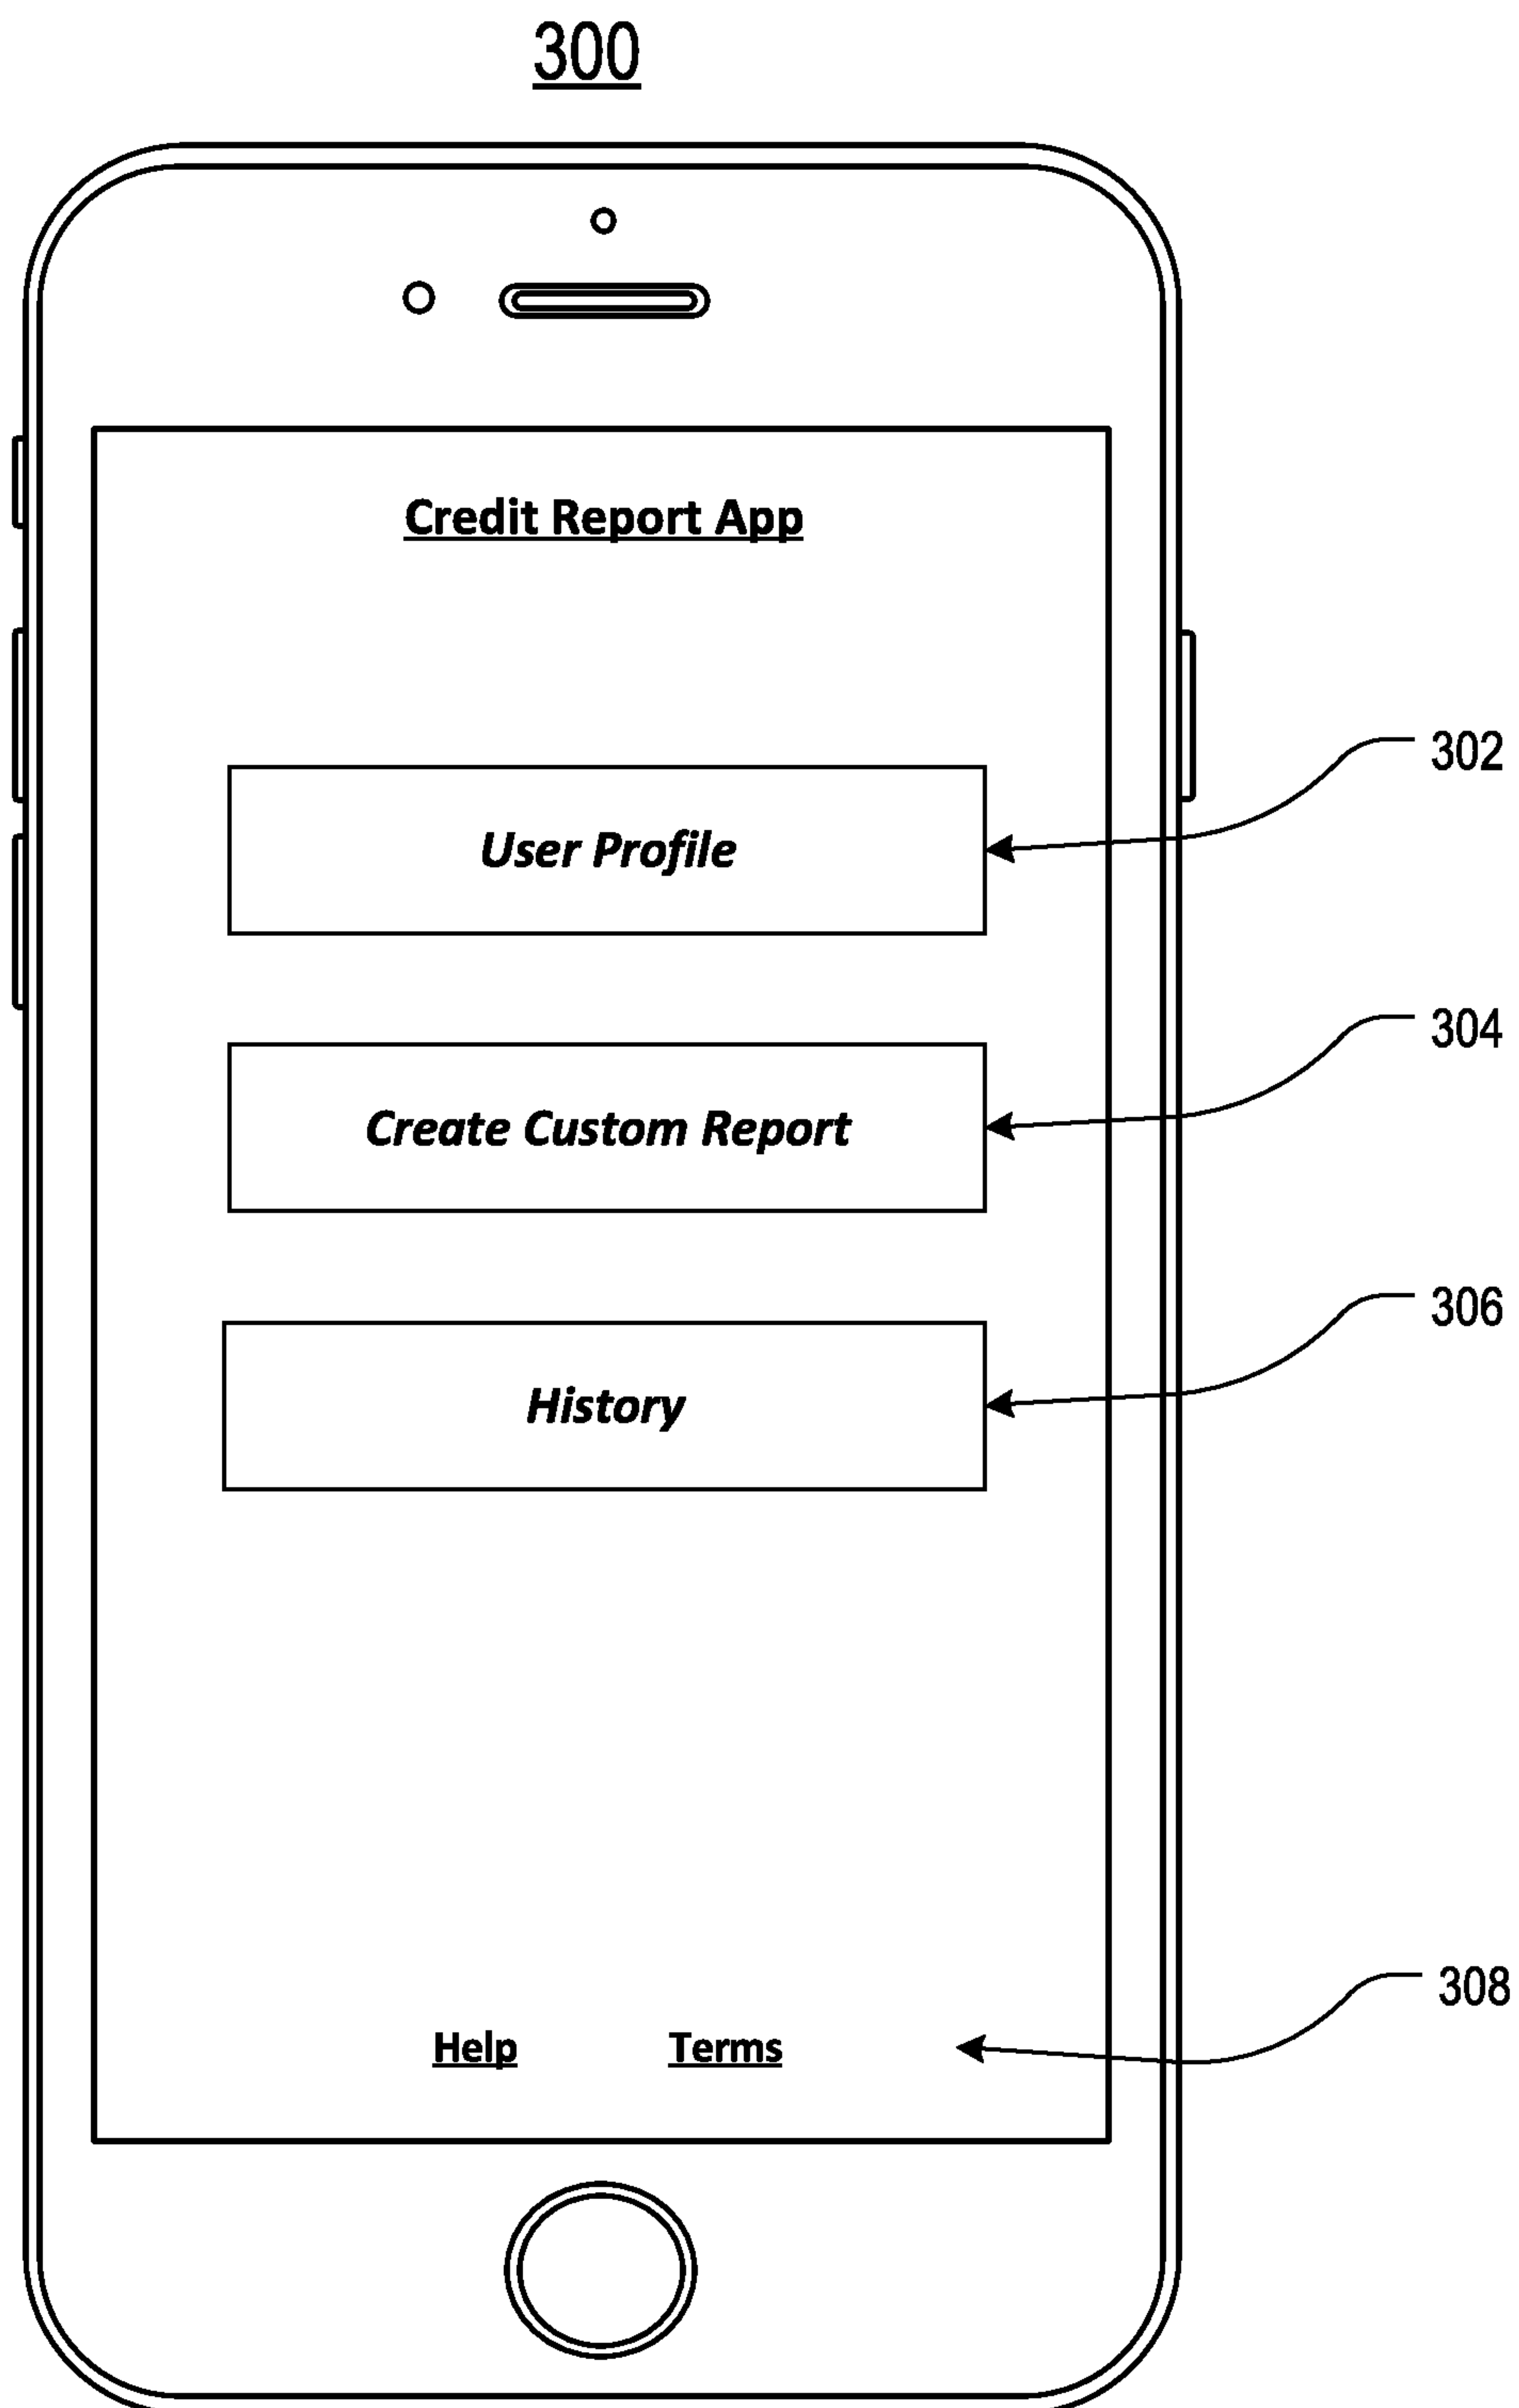 300
Credit Report App
302
User Profile
304
Create Custom Report
306
History
308
Help Terms